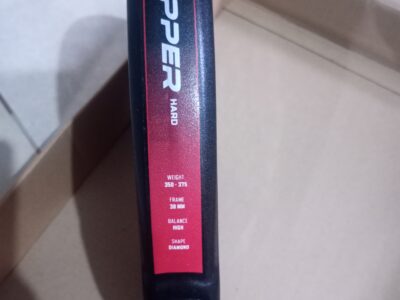 PPER
HARD
WEIGHT
350 - 375
FRAME
38 MM
BALANCE
HIGH
SHAPE
DIAMOND